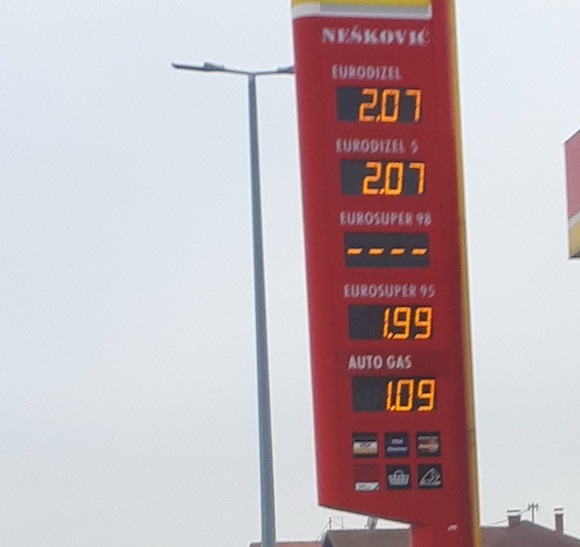 NEŠKOVIĆ
EURODIZEL
2.07
EURODIZEL 5
2.07
EUROSUPER 98
----
EUROSUPER 95
1.99
AUTO GAS
1.09